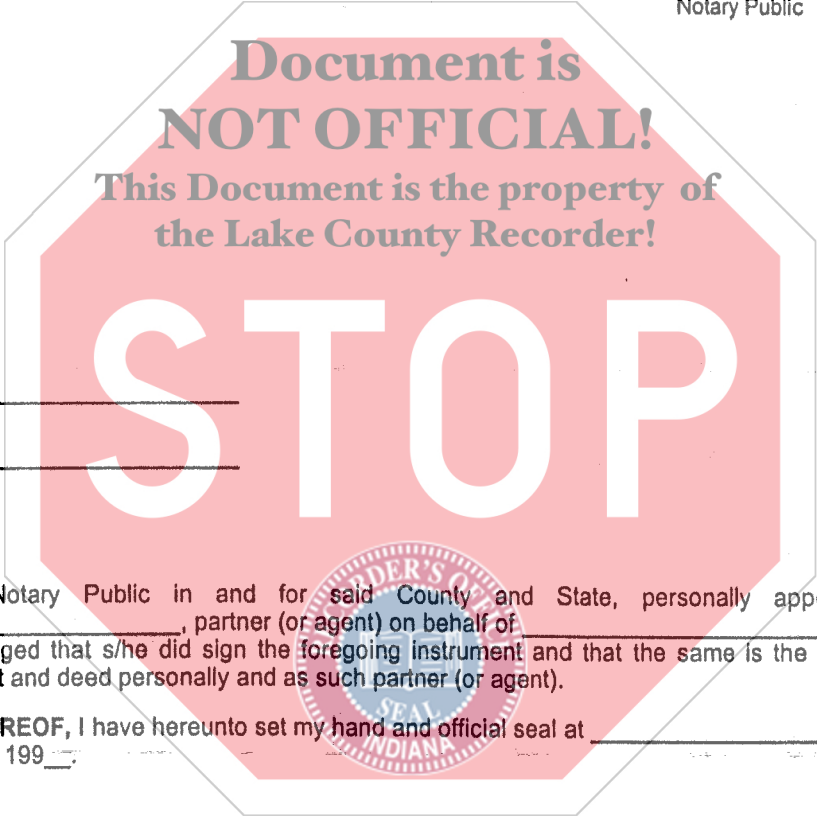 Notary Public
Document is
NOT OFFICIAL!
This Document is the property of
the Lake County Recorder!
STOP
Notary Public in and for said County and State, personally app
, partner (or agent) on behalf of
ged that s/he did sign the foregoing instrument and that the same is the
t and deed personally and as such partner (or agent).
REOF, I have hereunto set my hand and official seal at
199__.
RECORDER'S OFFICE
SEAL
INDIANA